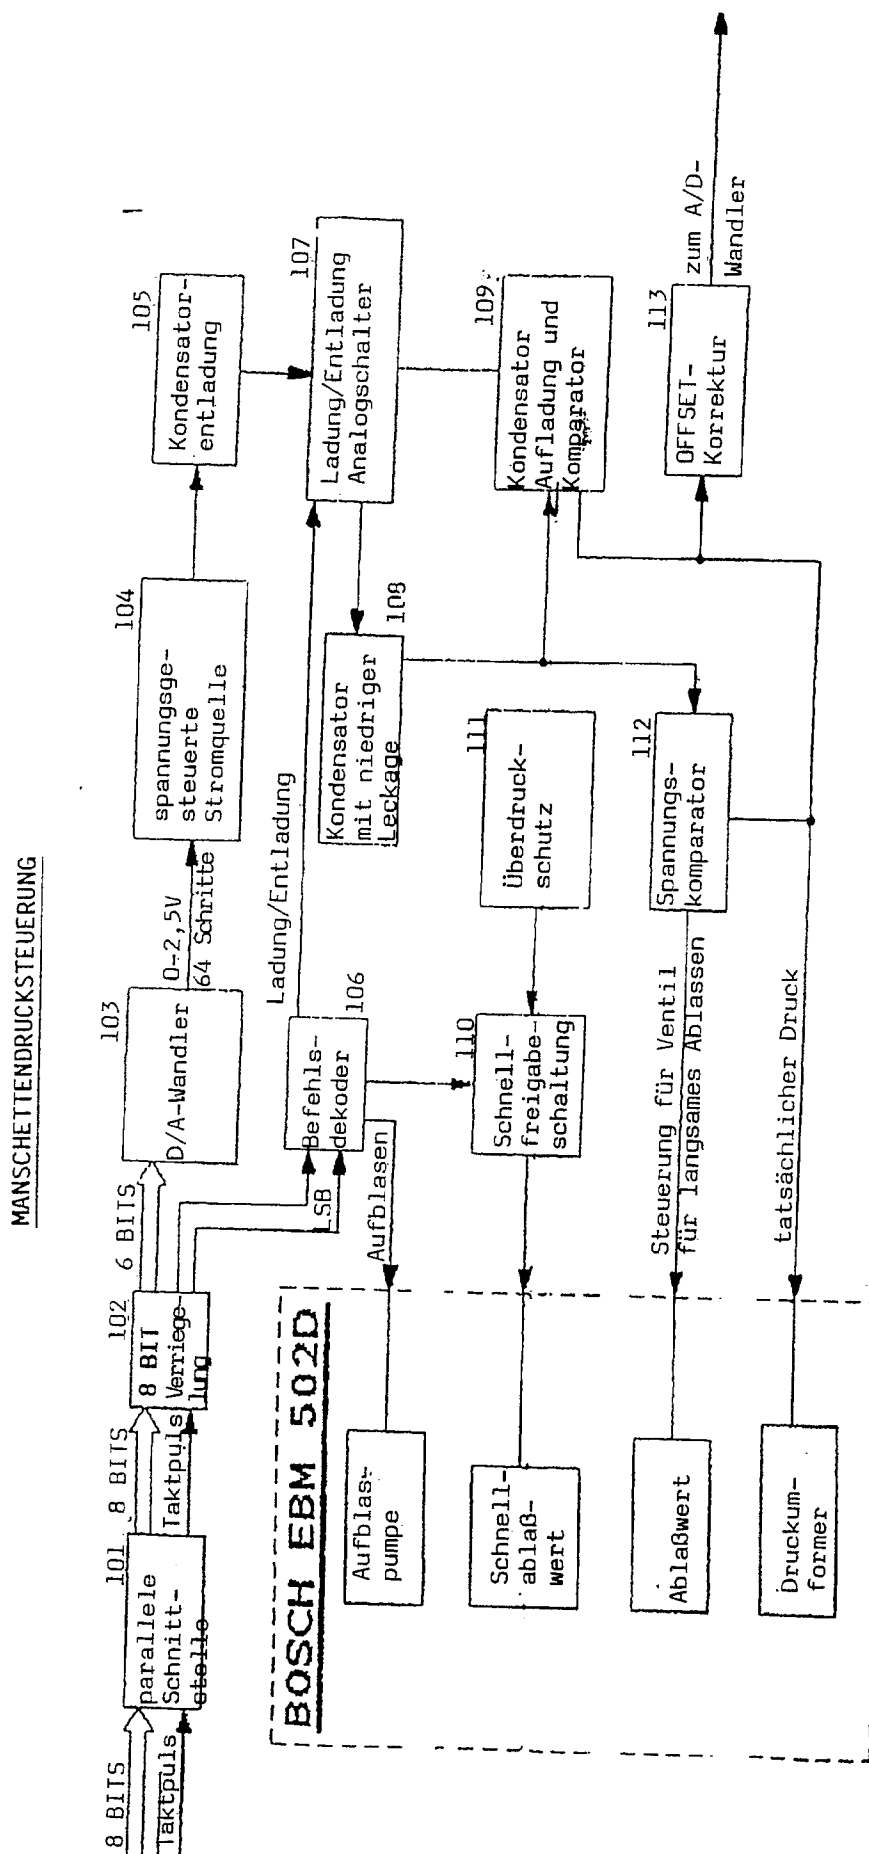 MANSCHETTENDRUCKSTEUERUNG
8 BITS
Taktpuls
101
parallele
Schnitt-
stelle
8 BITS
Taktpuls
102
8 BIT
Verriege
lung
6 BITS
LSB
103
D/A-Wandler
0-2,5V
64 Schritte
104
spannungsge-
steuerte
Stromquelle
105
Kondensator-
entladung
106
Befehls-
dekoder
Ladung/Entladung
Aufblasen
107
Ladung/Entladung
Analogschalter
108
Kondensator
mit niedriger
Leckage
109
Kondensator
Aufladung und
Komparator
110
Schnell-
freigabe-
schaltung
111
Überdruck-
schutz
112
Spannungs-
komparator
113
OFFSET-
Korrektur
zum A/D-
Wandler
Steuerung für Ventil
für langsames Ablassen
tatsächlicher Druck
BOSCH EBM 502D
Aufblas-
pumpe
Schnell-
ablaß-
wert
Ablaßwert
Druckum-
former